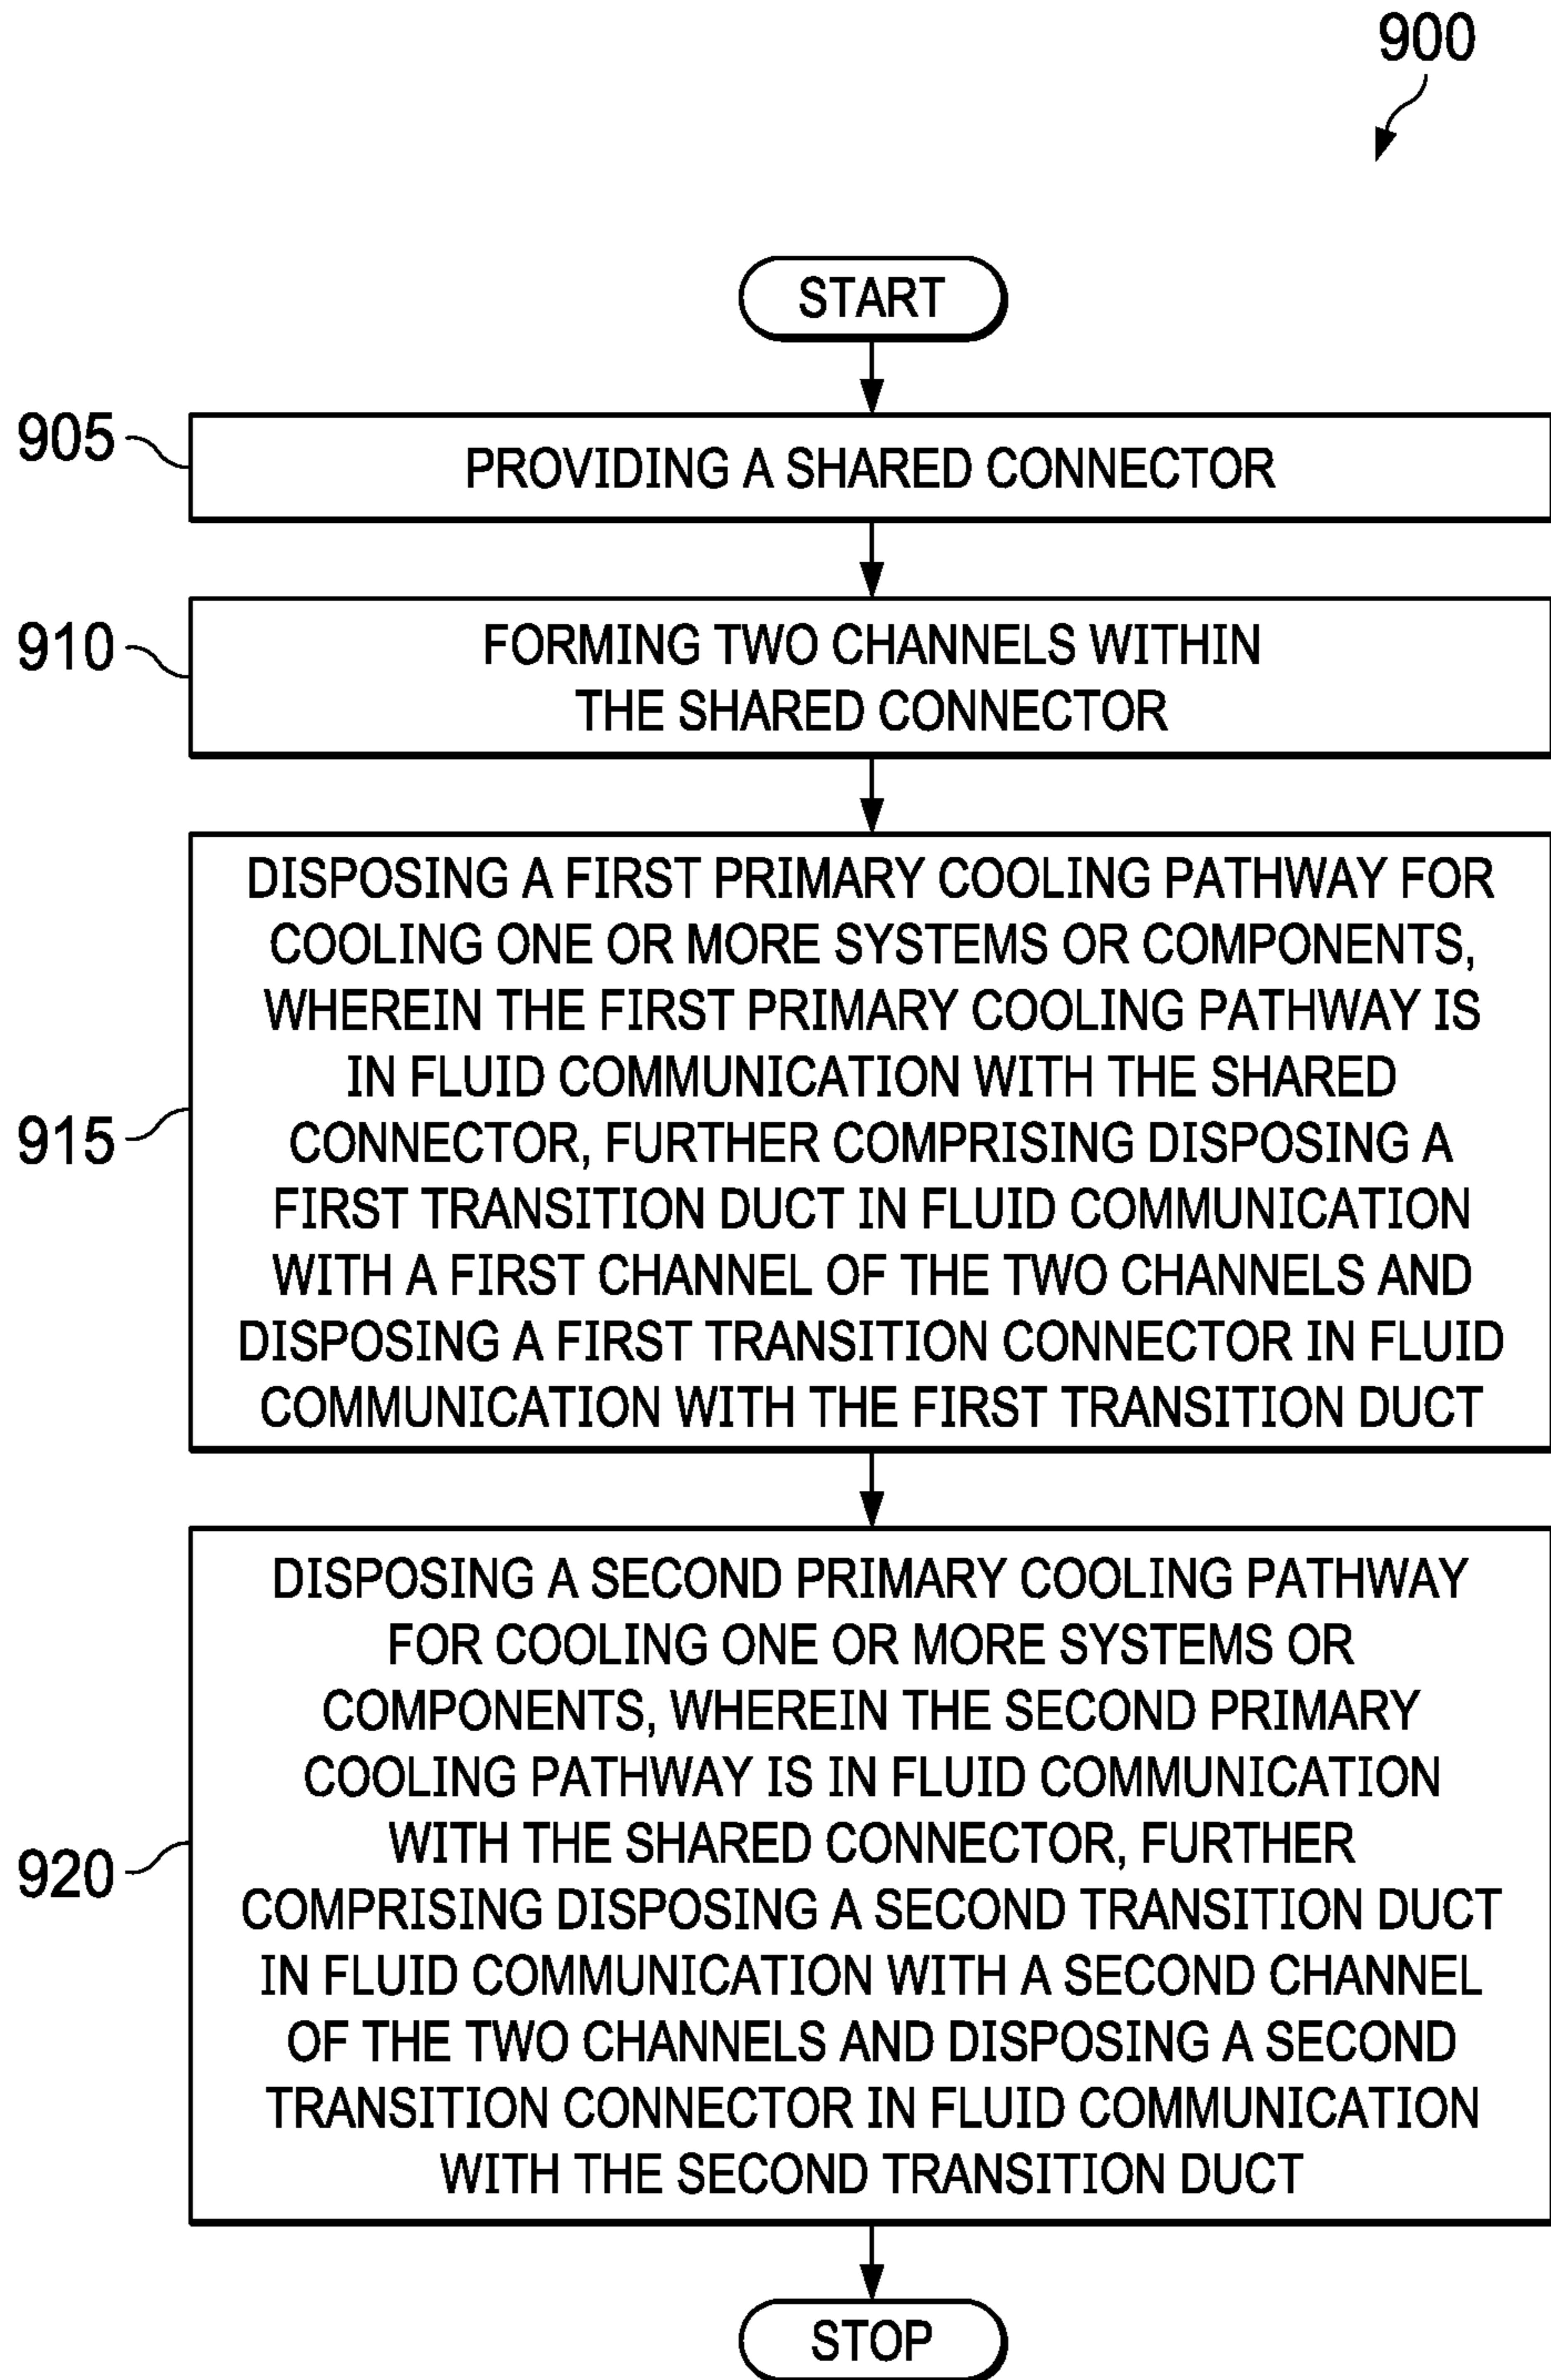 900
START
905
PROVIDING A SHARED CONNECTOR
910
FORMING TWO CHANNELS WITHIN
THE SHARED CONNECTOR
915
DISPOSING A FIRST PRIMARY COOLING PATHWAY FOR
COOLING ONE OR MORE SYSTEMS OR COMPONENTS,
WHEREIN THE FIRST PRIMARY COOLING PATHWAY IS
IN FLUID COMMUNICATION WITH THE SHARED
CONNECTOR, FURTHER COMPRISING DISPOSING A
FIRST TRANSITION DUCT IN FLUID COMMUNICATION
WITH A FIRST CHANNEL OF THE TWO CHANNELS AND
DISPOSING A FIRST TRANSITION CONNECTOR IN FLUID
COMMUNICATION WITH THE FIRST TRANSITION DUCT
920
DISPOSING A SECOND PRIMARY COOLING PATHWAY
FOR COOLING ONE OR MORE SYSTEMS OR
COMPONENTS, WHEREIN THE SECOND PRIMARY
COOLING PATHWAY IS IN FLUID COMMUNICATION
WITH THE SHARED CONNECTOR, FURTHER
COMPRISING DISPOSING A SECOND TRANSITION DUCT
IN FLUID COMMUNICATION WITH A SECOND CHANNEL
OF THE TWO CHANNELS AND DISPOSING A SECOND
TRANSITION CONNECTOR IN FLUID COMMUNICATION
WITH THE SECOND TRANSITION DUCT
STOP